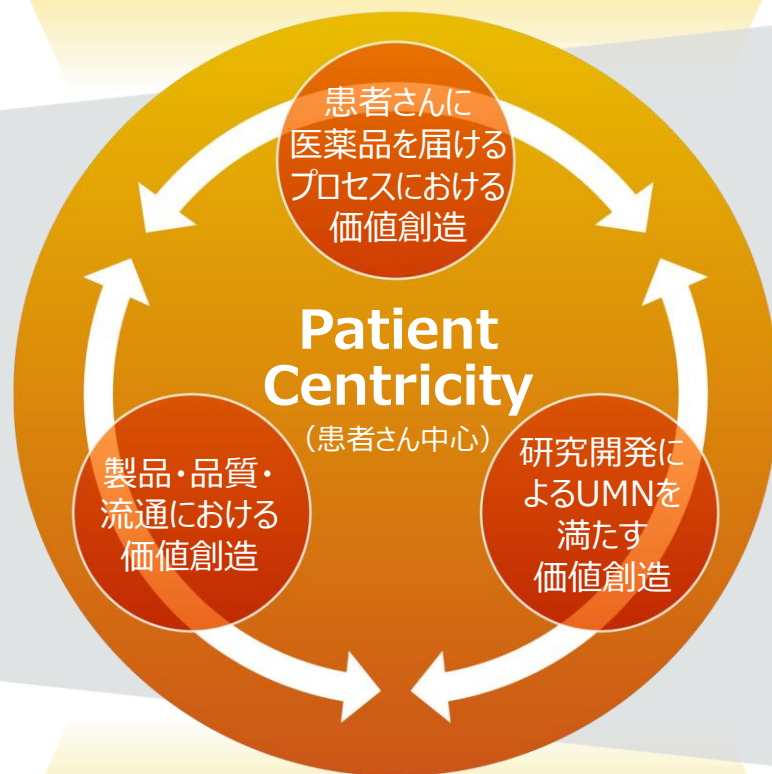 患者さんに
医薬品を届ける
プロセスにおける
価値創造
Patient
Centricity
（患者さん中心）
製品・品質・
流通における
価値創造
研究開発に
よるUMNを
満たす
価値創造